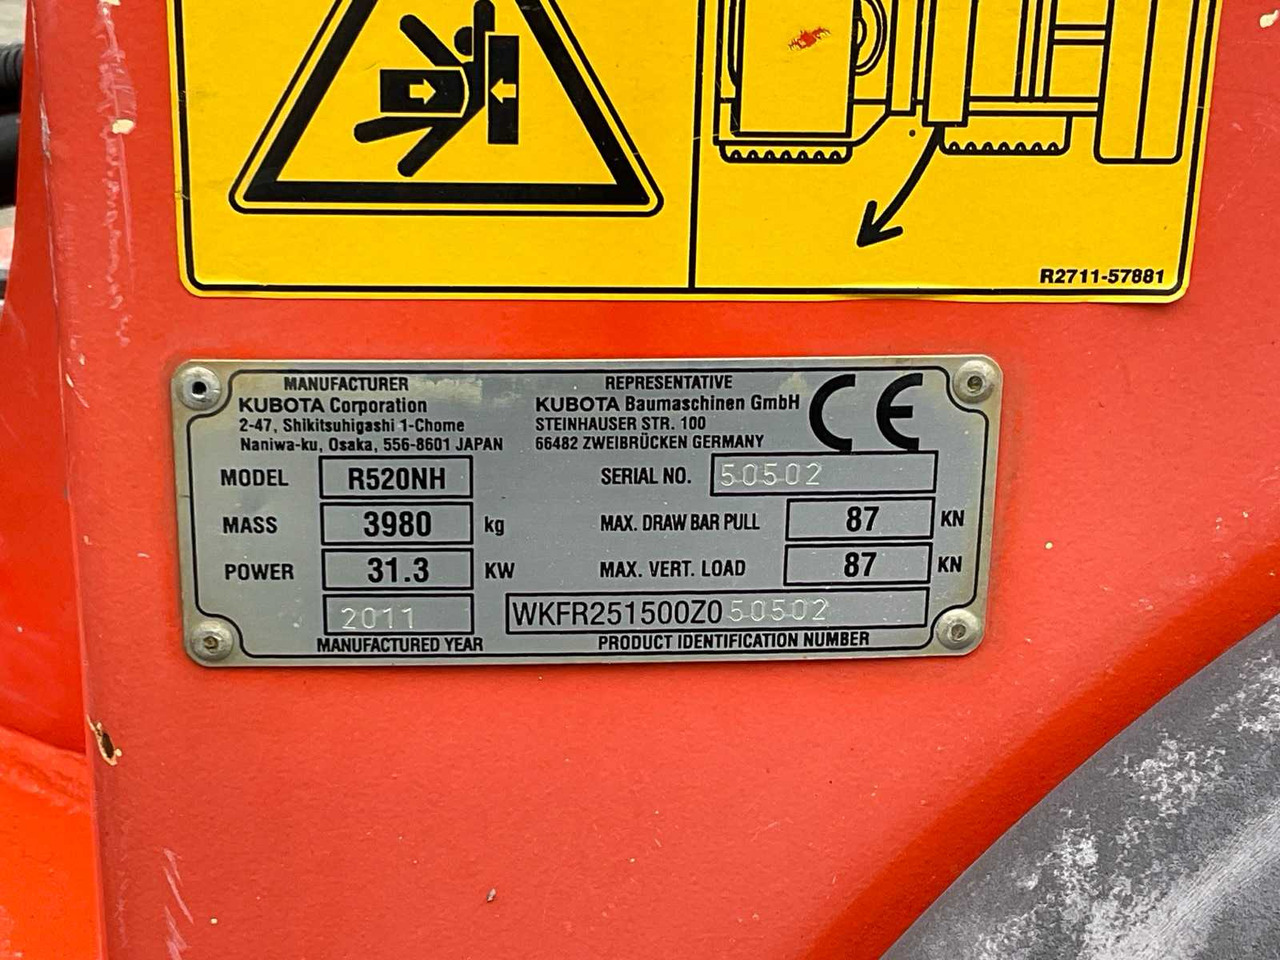 R2711-57881
MANUFACTURER
KUBOTA Corporation
2-47, Shikitsuhigashi 1-Chome
Naniwa-ku, Osaka, 556-8601 JAPAN
REPRESENTATIVE
KUBOTA Baumaschinen GmbH
STEINHAUSER STR. 100
66482 ZWEIBRÜCKEN GERMANY
CE
MODEL R520NH
SERIAL NO. 50502
MASS 3980 kg
MAX. DRAW BAR PULL 87 KN
POWER 31.3 KW
MAX. VERT. LOAD 87 KN
2011
WKFR251500Z050502
MANUFACTURED YEAR
PRODUCT IDENTIFICATION NUMBER